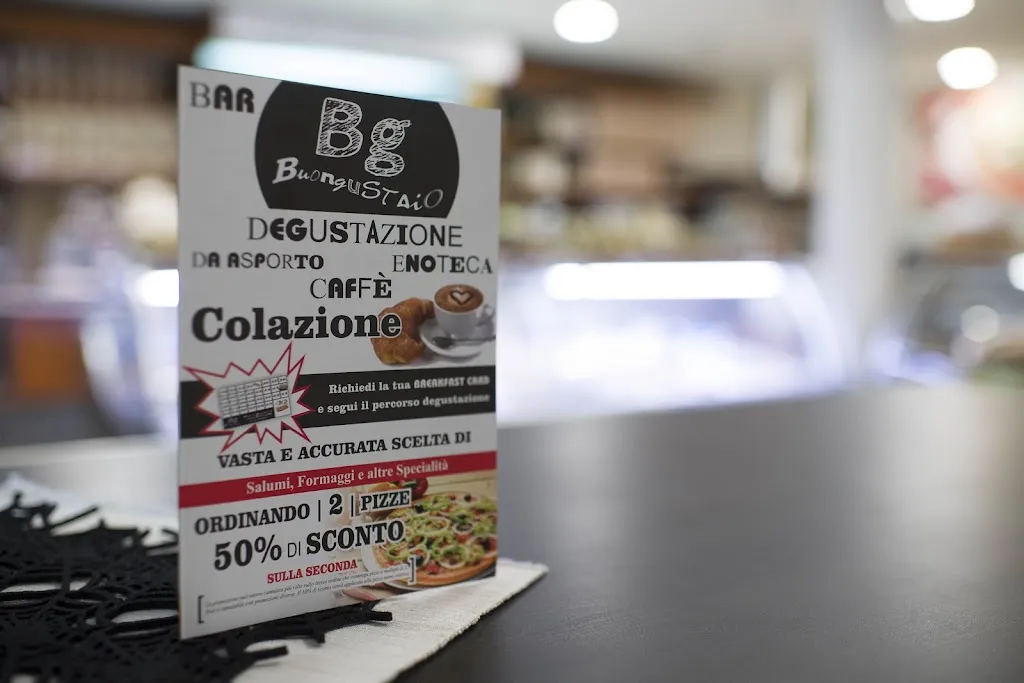 BAR
Bg
BuongusTaiO
DEGUSTAZIONE
DA ASPORTO ENOTECA
CAFFÈ
Colazione
Richiedi la tua BREAKFAST CARD
e segui il percorso degustazione
VASTA E ACCURATA SCELTA DI
Salumi, Formaggi e altre Specialità
ORDINANDO | 2 | PIZZE
50% DI SCONTO
SULLA SECONDA